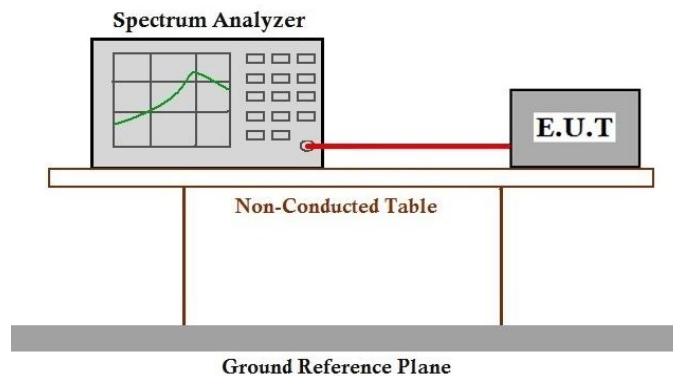 Spectrum Analyzer
E.U.T
Non-Conducted Table
Ground Reference Plane